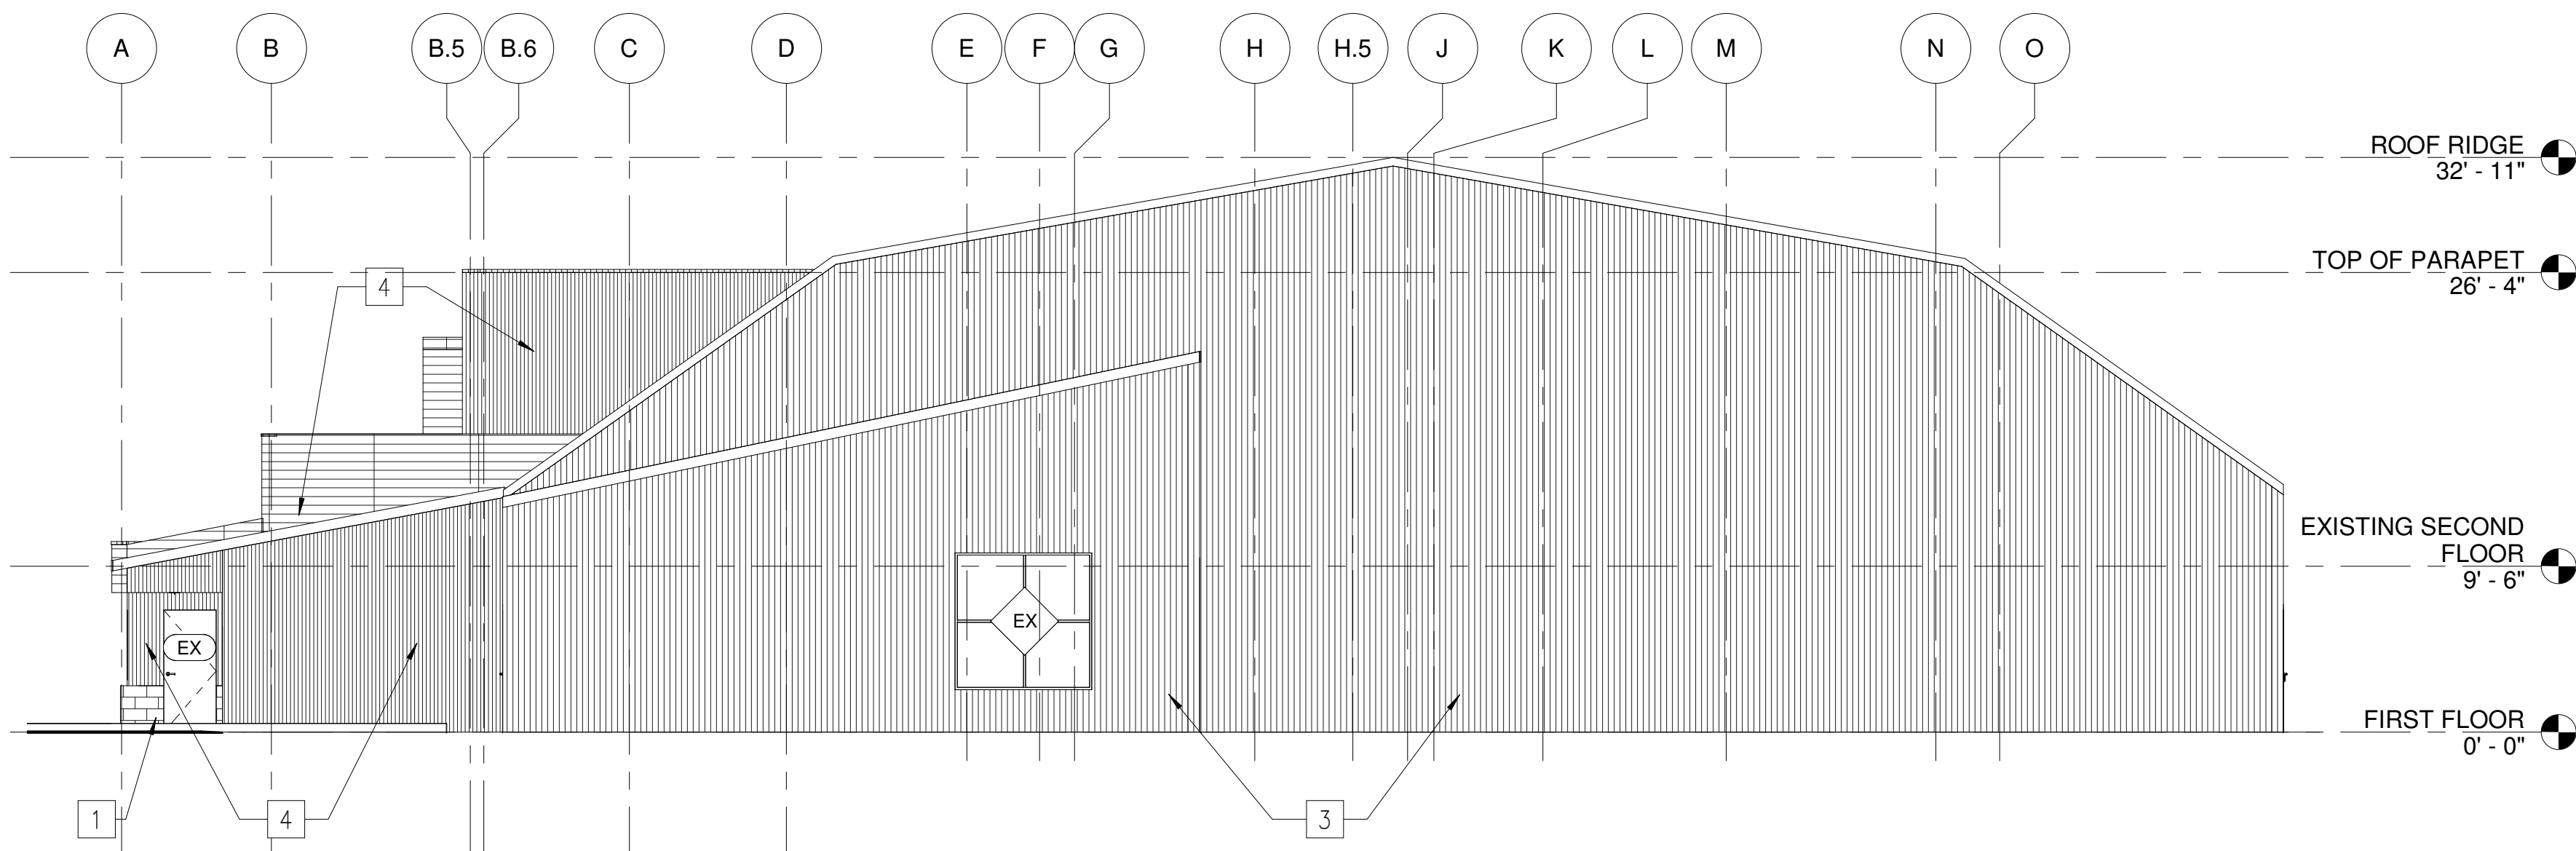 A B B.5 B.6 C D E F G H H.5 J K L M N O
ROOF RIDGE
32' - 11"
TOP OF PARAPET
26' - 4"
4
EXISTING SECOND
FLOOR
9' - 6"
EX
EX
FIRST FLOOR
0' - 0"
1
4
3